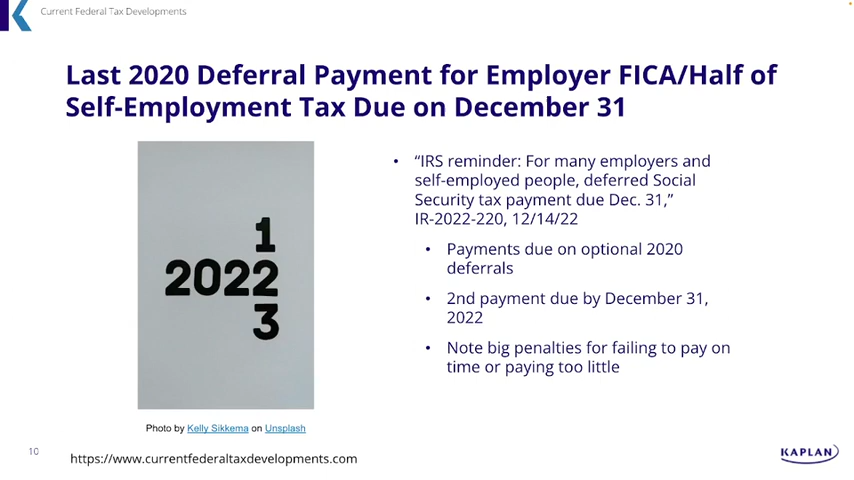 Current Federal Tax Developments
Last 2020 Deferral Payment for Employer FICA/Half of
Self-Employment Tax Due on December 31
1
2022
3
Photo by Kelly Sikkema on Unsplash
• “IRS reminder: For many employers and
self-employed people, deferred Social
Security tax payment due Dec. 31,”
IR-2022-220, 12/14/22
• Payments due on optional 2020
deferrals
• 2nd payment due by December 31,
2022
• Note big penalties for failing to pay on
time or paying too little
10
https://www.currentfederaltaxdevelopments.com
KAPLAN